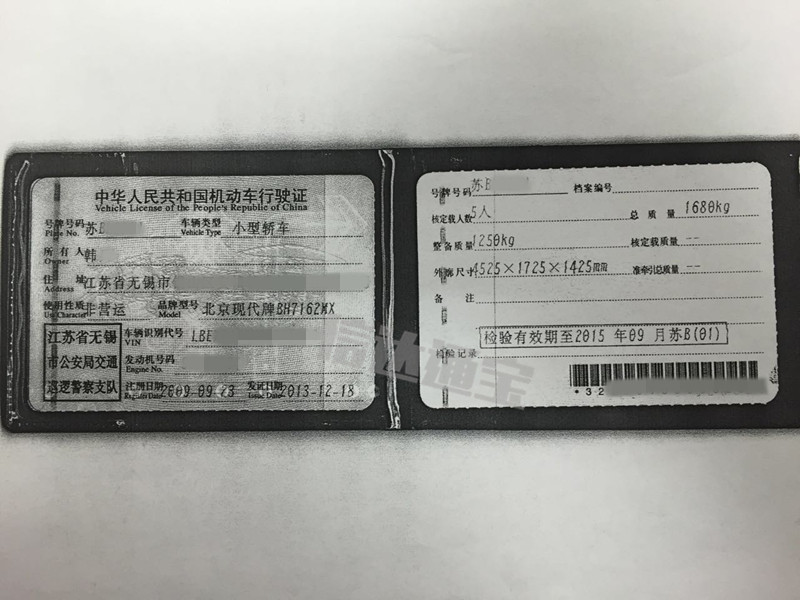 中华人民共和国机动车行驶证
Vehicle License of the People's Republic of China
号牌号码 苏B 车辆类型 小型轿车
Plate No. Vehicle Type
所有人 韩
Owner
住址 江苏省无锡市
Address
使用性质 非营运 品牌型号 北京现代牌BH7162MX
Use Character Model
江苏省无锡 车辆识别代号 LBE
VIN
市公安局交通 发动机号码
Engine No.
巡逻警察支队 注册日期 2009-09-23 发证日期 2013-12-18
Register Date Issue Date
号牌号码 苏B 档案编号
核定载人数 5人 总质量 1680kg
整备质量 1250kg 核定载质量 --
外廓尺寸 4525×1725×1425mm 准牵引总质量 --
备注
检验有效期至2015年09月苏B(01)
检验记录
*32